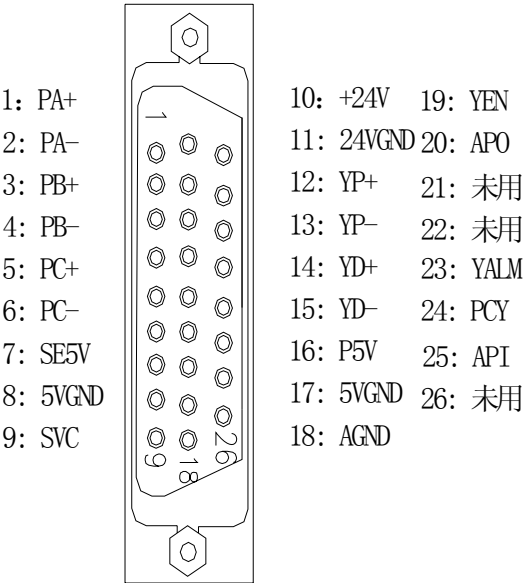 1: PA+
2: PA-
3: PB+
4: PB-
5: PC+
6: PC-
7: SE5V
8: 5VGND
9: SVC
1
9
18
26
10: +24V
11: 24VGND
12: YP+
13: YP-
14: YD+
15: YD-
16: P5V
17: 5VGND
18: AGND
19: YEN
20: APO
21: 未用
22: 未用
23: YALM
24: PCY
25: API
26: 未用